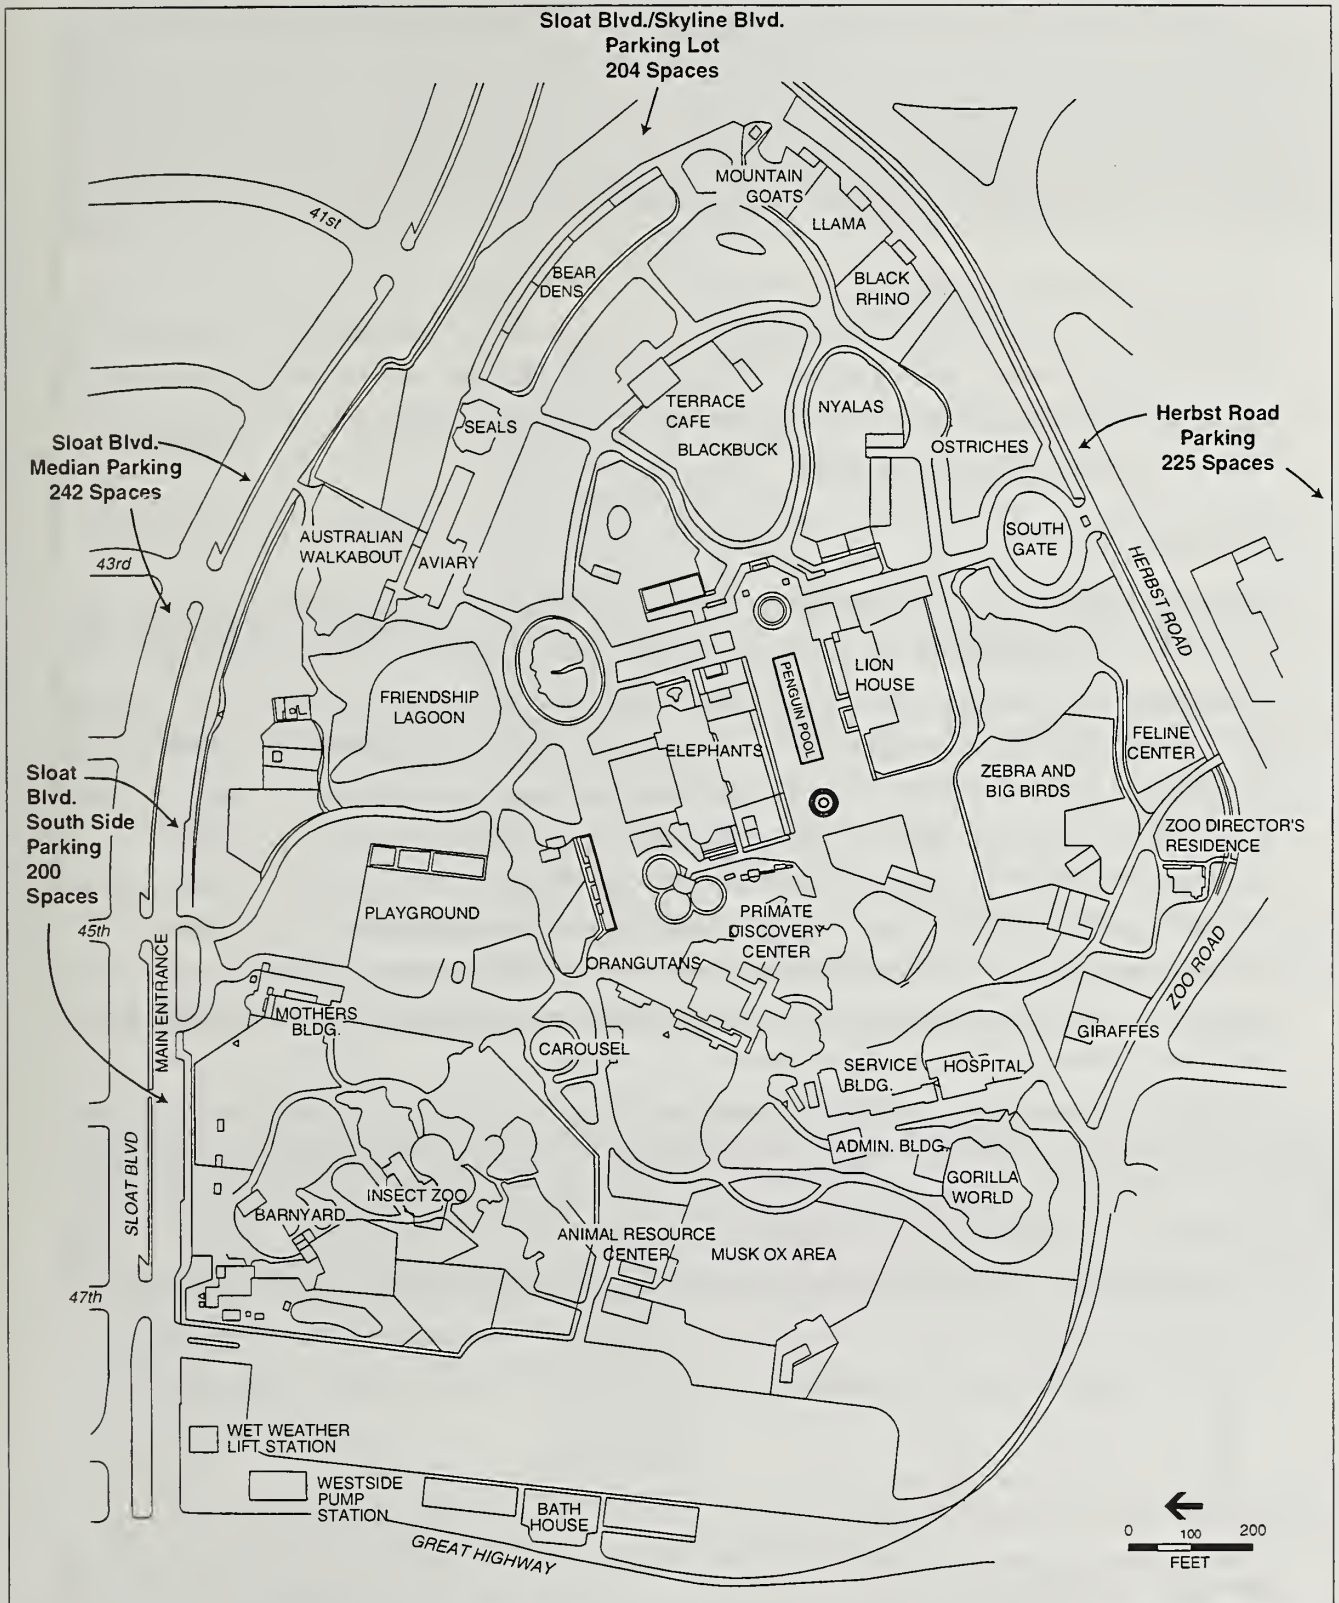 Sloat Blvd./Skyline Blvd.
Parking Lot
204 Spaces
MOUNTAIN
GOATS
41st
LLAMA
BEAR
DENS
BLACK
RHINO
TERRACE
CAFE
NYALAS
SEALS
BLACKBUCK
OSTRICHES
Herbst Road
Parking
225 Spaces
Sloat Blvd.
Median Parking
242 Spaces
AUSTRALIAN
WALKABOUT
AVIARY
SOUTH
GATE
43rd
HERBST ROAD
LION
HOUSE
PENGUIN POOL
FRIENDSHIP
LAGOON
ELEPHANTS
FELINE
CENTER
ZEBRA AND
BIG BIRDS
Sloat
Blvd.
South Side
Parking
200
Spaces
ZOO DIRECTOR'S
RESIDENCE
PLAYGROUND
PRIMATE
DISCOVERY
CENTER
45th
ORANGUTANS
MAIN ENTRANCE
ZOO ROAD
MOTHERS
BLDG.
GIRAFFES
CAROUSEL
SERVICE
BLDG.
HOSPITAL
ADMIN. BLDG.
GORILLA
WORLD
SLOAT BLVD
INSECT ZOO
BARNYARD
ANIMAL RESOURCE
CENTER
MUSK OX AREA
47th
WET WEATHER
LIFT STATION
WESTSIDE
PUMP
STATION
BATH
HOUSE
GREAT HIGHWAY
0 100 200
FEET